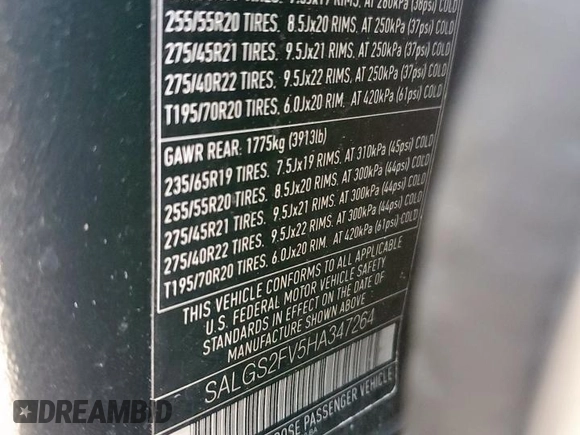 RIMS, AT 260kPa (38psi) COLD
255/55R20 TIRES, 8.5Jx20 RIMS, AT 250kPa (37psi) COLD
275/45R21 TIRES, 9.5Jx21 RIMS, AT 250kPa (37psi) COLD
275/40R22 TIRES, 9.5Jx22 RIMS, AT 250kPa (37psi) COLD
T195/70R20 TIRES, 6.0Jx20 RIM, AT 420kPa (61psi) COLD
GAWR REAR: 1775kg (3913lb)
235/65R19 TIRES, 7.5Jx19 RIMS, AT 310kPa (45psi) COLD
255/55R20 TIRES, 8.5Jx20 RIMS, AT 300kPa (44psi) COLD
275/45R21 TIRES, 9.5Jx21 RIMS, AT 300kPa (44psi) COLD
275/40R22 TIRES, 9.5Jx22 RIMS, AT 300kPa (44psi) COLD
T195/70R20 TIRES, 6.0Jx20 RIM, AT 420kPa (61psi) COLD
THIS VEHICLE CONFORMS TO ALL APPLICABLE
U.S. FEDERAL MOTOR VEHICLE SAFETY
STANDARDS IN EFFECT ON THE DATE OF
MANUFACTURE SHOWN ABOVE.
SALGS2FV5HA347264
PASSENGER VEHICLE
DREAMBID